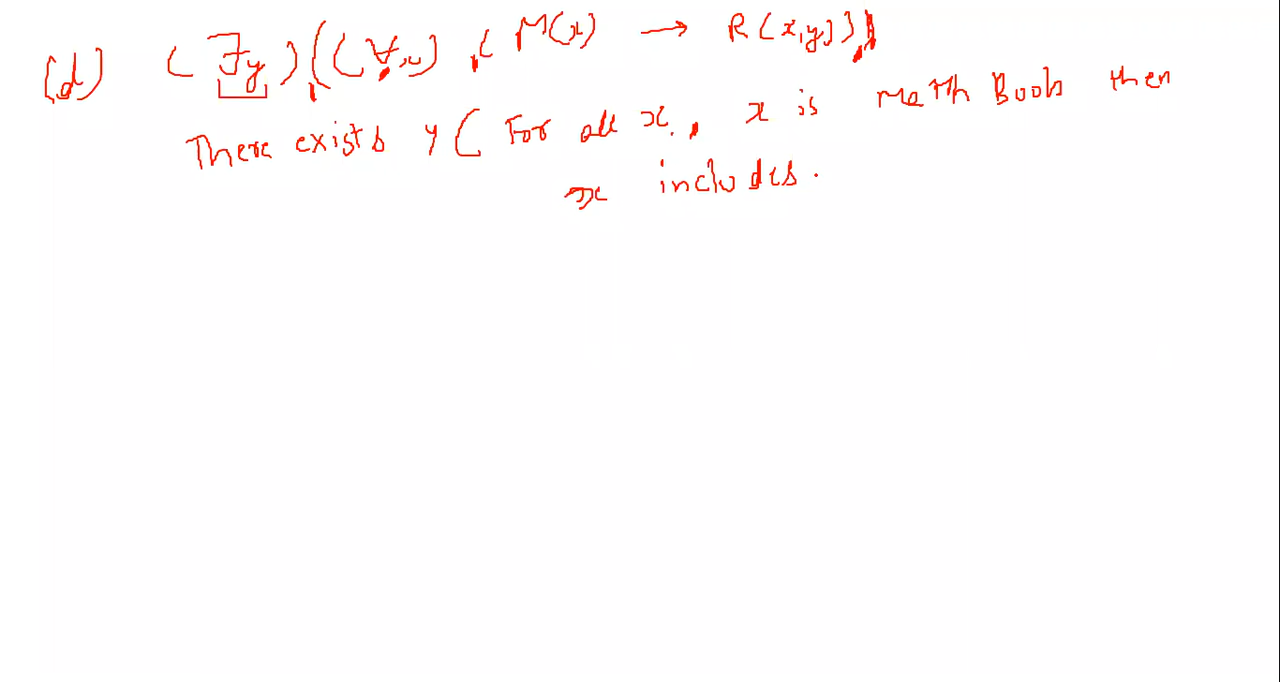 (d) (∃y) ((∀x) (M(x) → R(x,y)))
There exists y ( For all x, x is Math Book then
x includes.